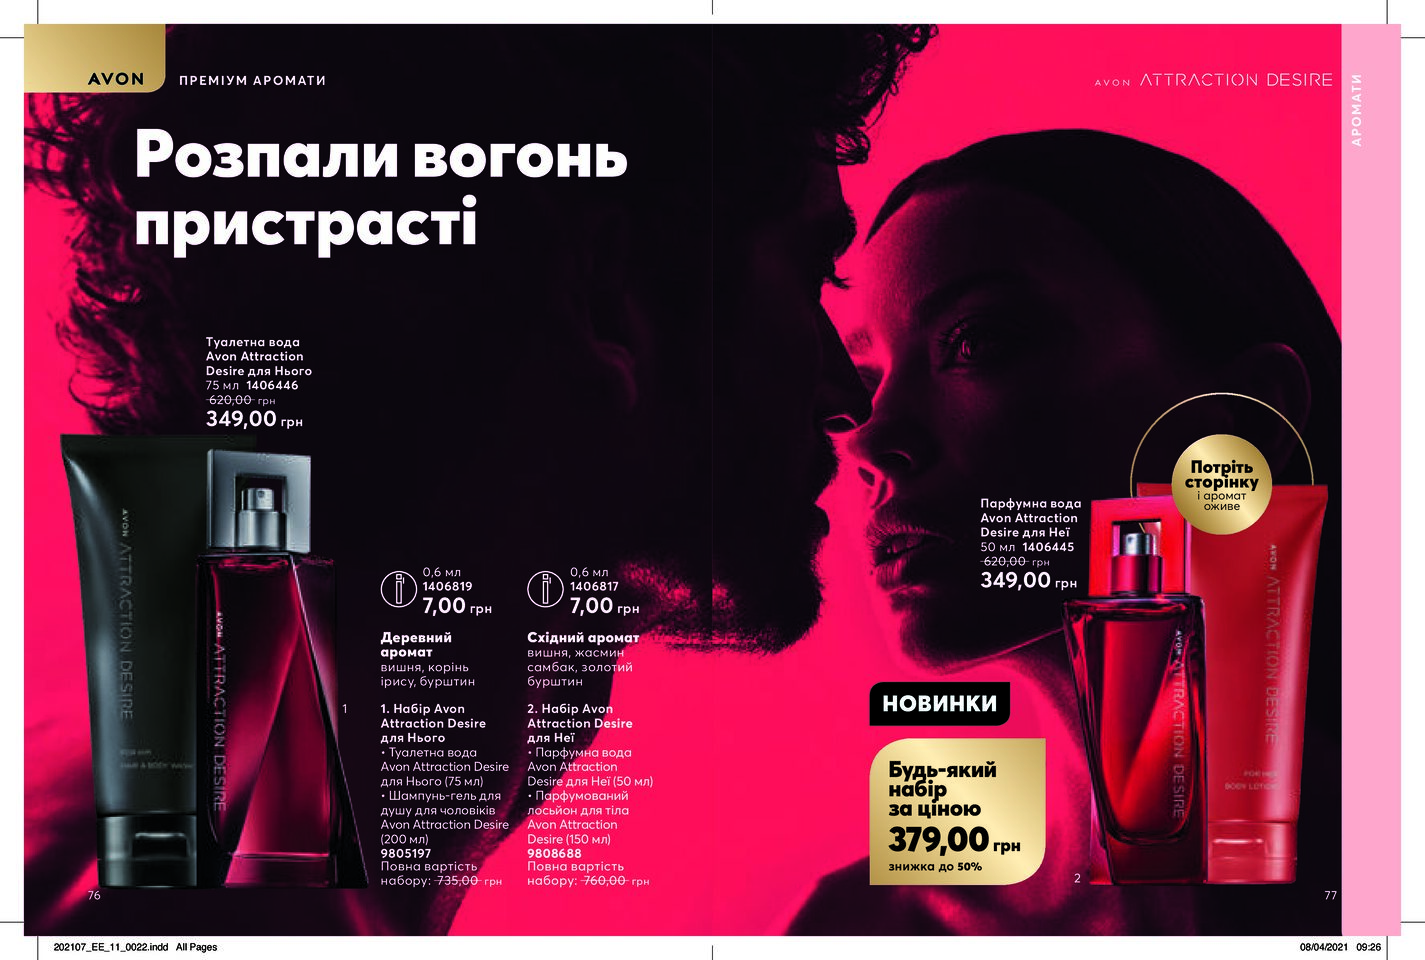 AVON
ПРЕМІУМ АРОМАТИ
AVON ATTRACTION DESIRE
АРОМАТИ
Розпали вогонь
пристрасті
Туалетна вода
Avon Attraction
Desire для Нього
75 мл 1406446
620,00 грн
349,00 грн
AVON ATTRACTION DESIRE
FOR HIM
HAIR & BODY WASH
AVON ATTRACTION DESIRE
1
0,6 мл
1406819
7,00 грн
Деревний
аромат
вишня, корінь
ірису, бурштин
1. Набір Avon
Attraction Desire
для Нього
• Туалетна вода
Avon Attraction Desire
для Нього (75 мл)
• Шампунь-гель для
душу для чоловіків
Avon Attraction Desire
(200 мл)
9805197
Повна вартість
набору: 735,00 грн
0,6 мл
1406817
7,00 грн
Східний аромат
вишня, жасмин
самбак, золотий
бурштин
2. Набір Avon
Attraction Desire
для Неї
• Парфумна вода
Avon Attraction
Desire для Неї (50 мл)
• Парфумований
лосьйон для тіла
Avon Attraction
Desire (150 мл)
9808688
Повна вартість
набору: 760,00 грн
Парфумна вода
Avon Attraction
Desire для Неї
50 мл 1406445
620,00 грн
349,00 грн
Потріть
сторінку
і аромат
оживе
AVON ATTRACTION DESIRE
AVON ATTRACTION DESIRE
FOR HER
BODY LOTION
НОВИНКИ
Будь-який
набір
за ціною
379,00 грн
знижка до 50%
2
76
77
202107_EE_11_0022.indd All Pages
08/04/2021 09:26